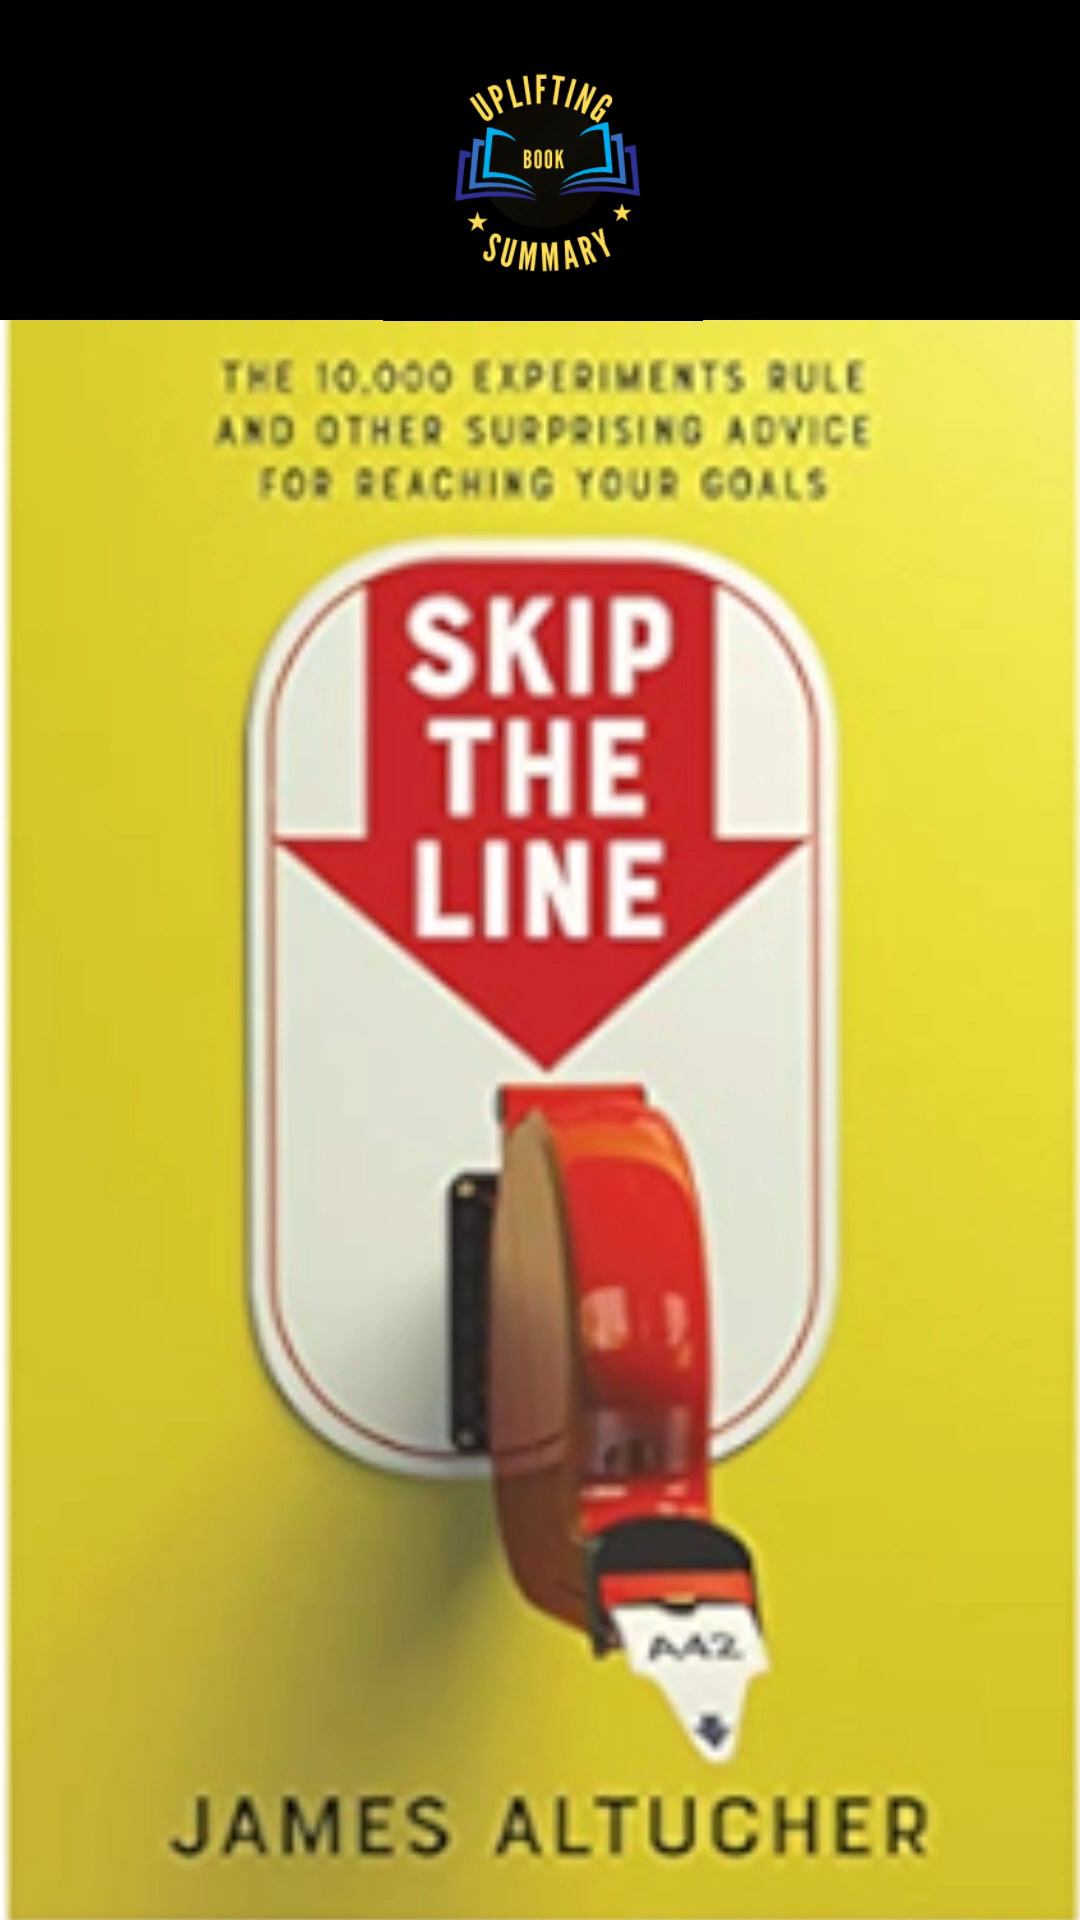 UPLIFTING
BOOK
SUMMARY
THE 10,000 EXPERIMENTS RULE
AND OTHER SURPRISING ADVICE
FOR REACHING YOUR GOALS
SKIP
THE
LINE
A42
JAMES ALTUCHER